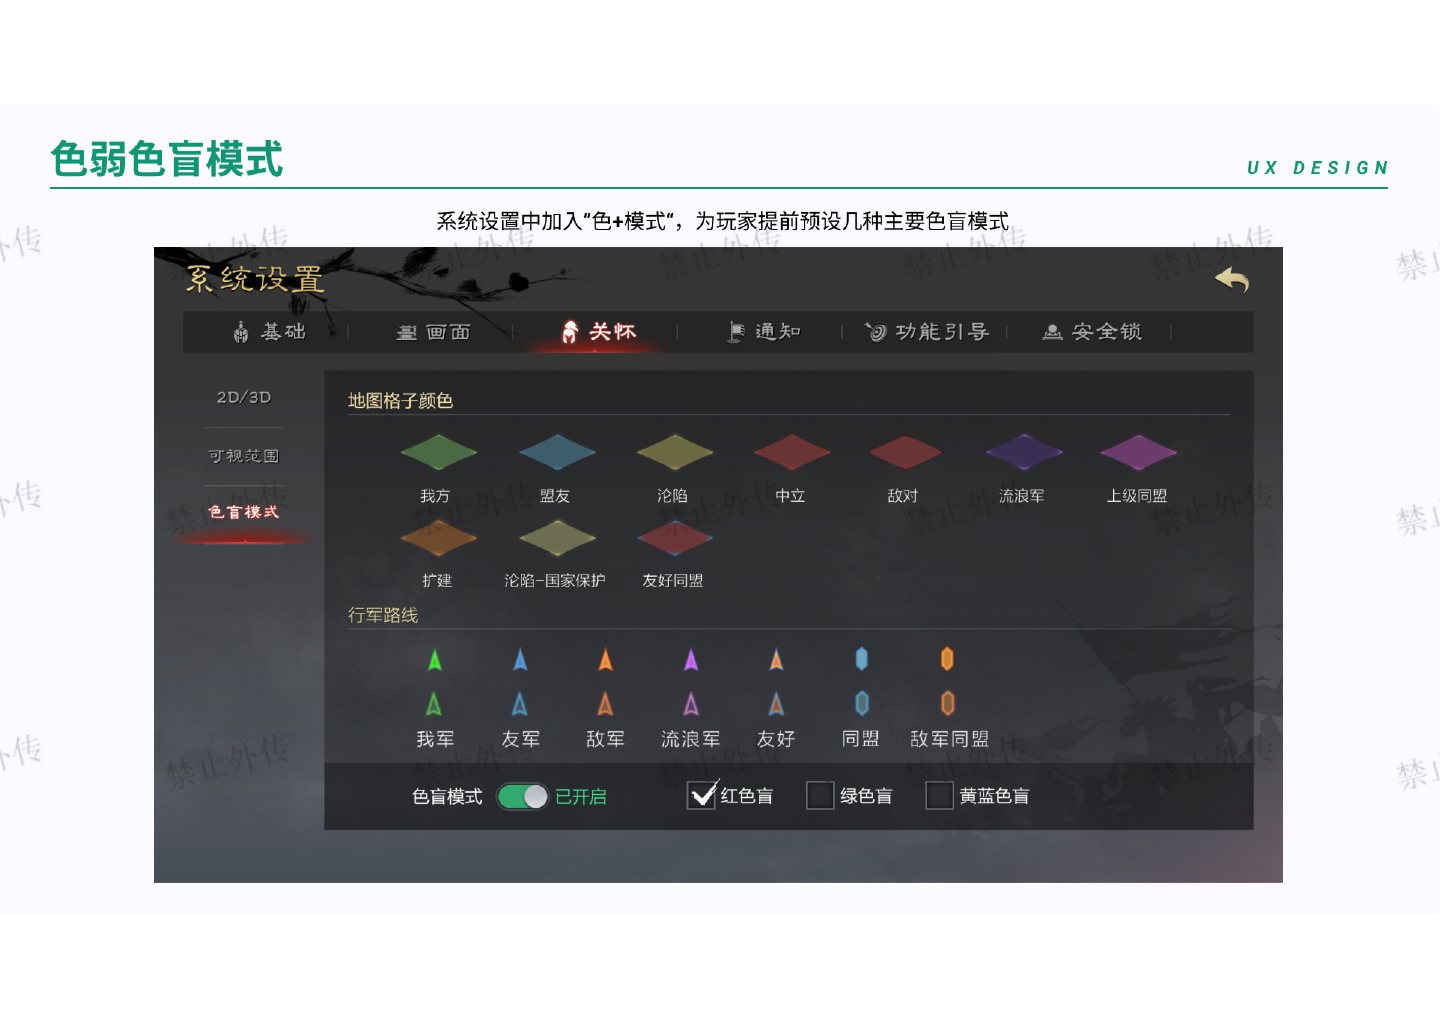 色弱色盲模式
UX DESIGN
系统设置中加入”色+模式“，为玩家提前预设几种主要色盲模式
系统设置
基础 画面 关怀 通知 功能引导 安全锁
2D/3D
可视范围
色盲模式
地图格子颜色
我方 盟友 沦陷 中立 敌对 流浪军 上级同盟
扩建 沦陷-国家保护 友好同盟
行军路线
我军 友军 敌军 流浪军 友好 同盟 敌军同盟
色盲模式 已开启 红色盲 绿色盲 黄蓝色盲
禁止外传